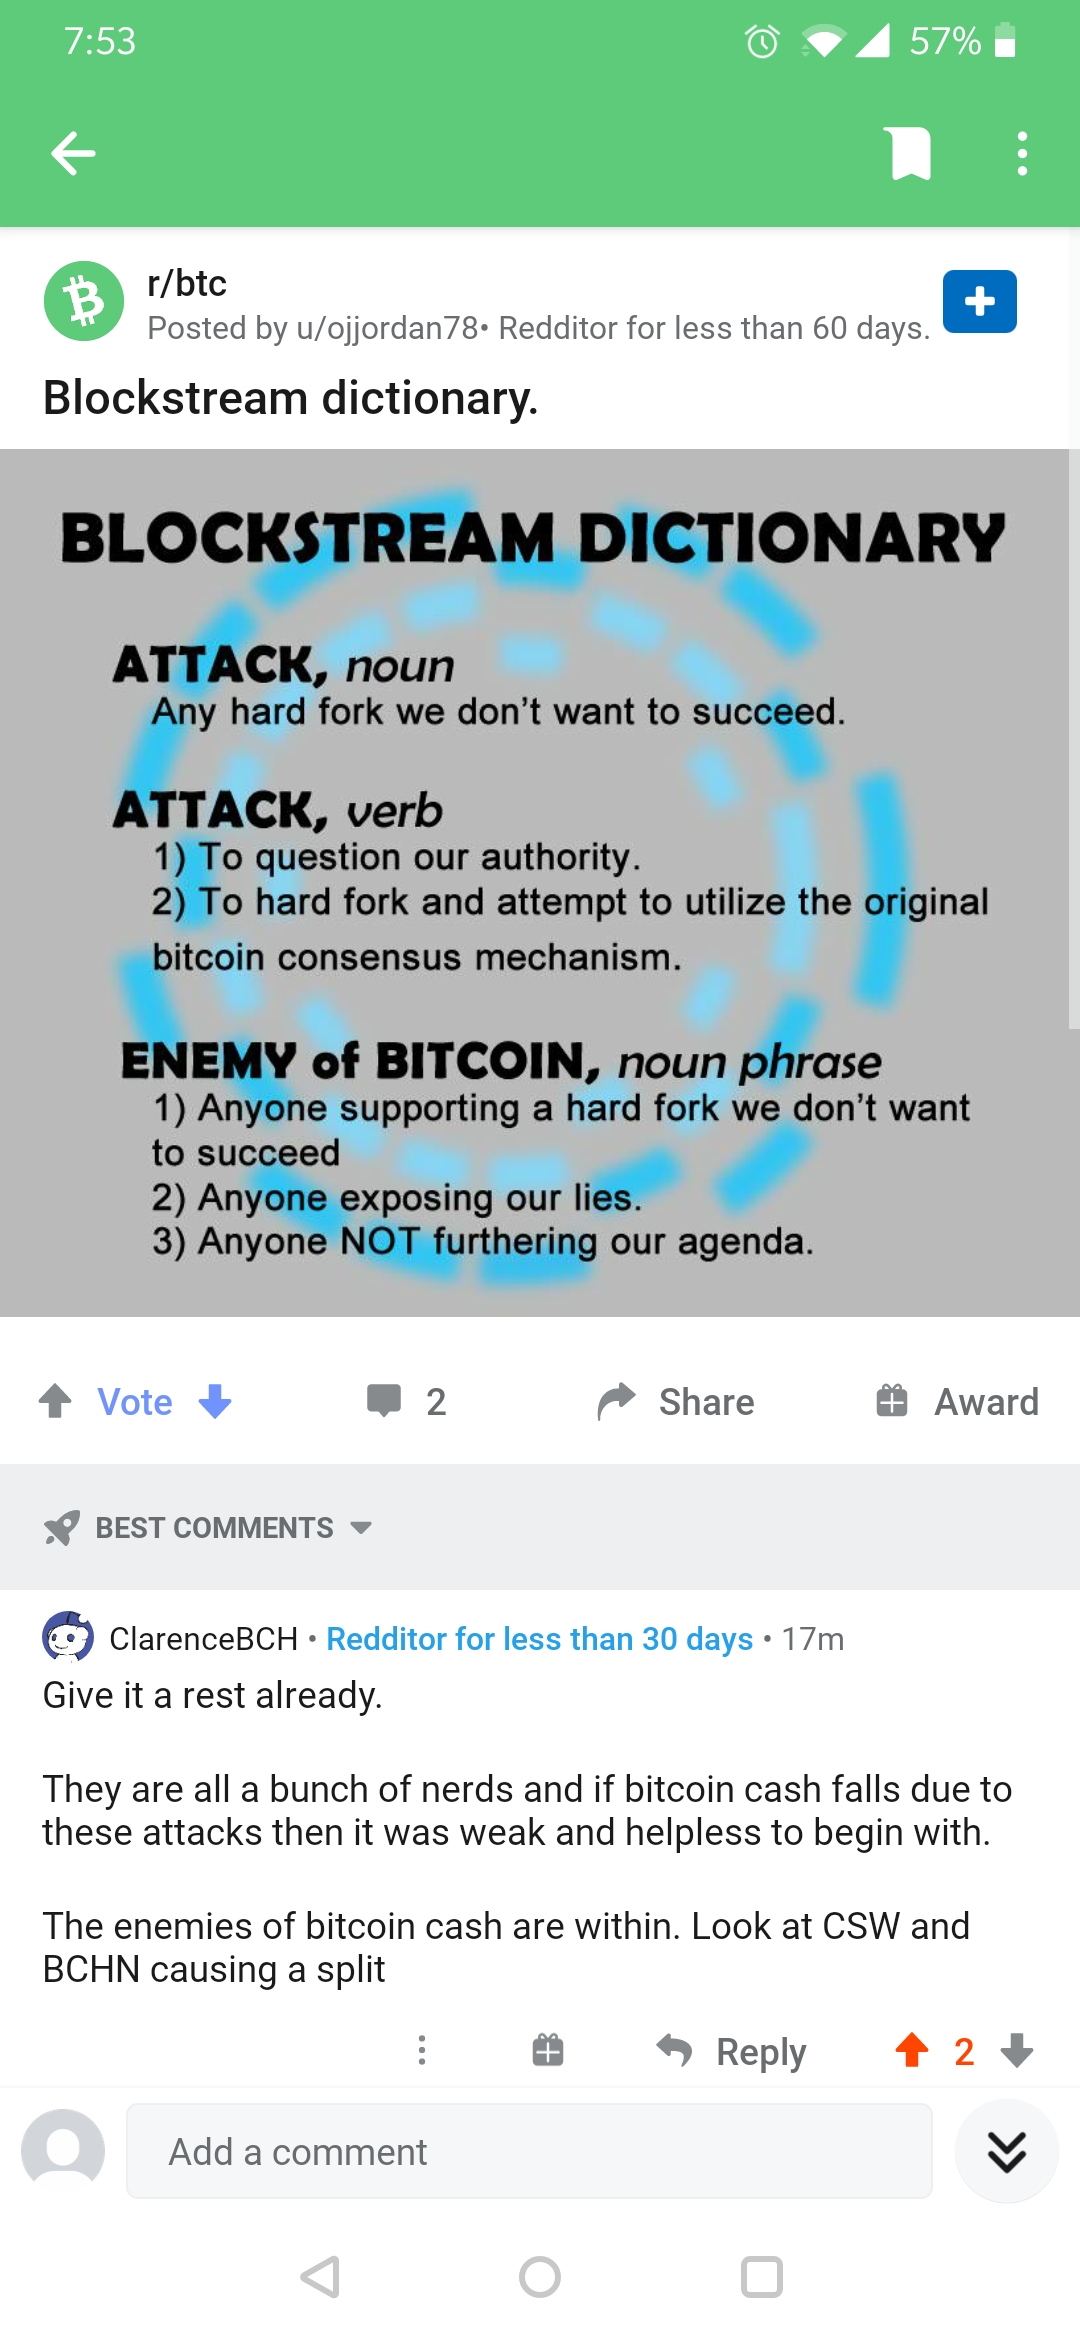 7:53
57%
r/btc
Posted by u/ojjordan78• Redditor for less than 60 days.
Blockstream dictionary.
BLOCKSTREAM DICTIONARY
ATTACK, noun
Any hard fork we don't want to succeed.
ATTACK, verb
1) To question our authority.
2) To hard fork and attempt to utilize the original
bitcoin consensus mechanism.
ENEMY of BITCOIN, noun phrase
1) Anyone supporting a hard fork we don't want
to succeed
2) Anyone exposing our lies.
3) Anyone NOT furthering our agenda.
Vote 2 Share Award
BEST COMMENTS
ClarenceBCH • Redditor for less than 30 days • 17m
Give it a rest already.
They are all a bunch of nerds and if bitcoin cash falls due to
these attacks then it was weak and helpless to begin with.
The enemies of bitcoin cash are within. Look at CSW and
BCHN causing a split
Reply 2
Add a comment